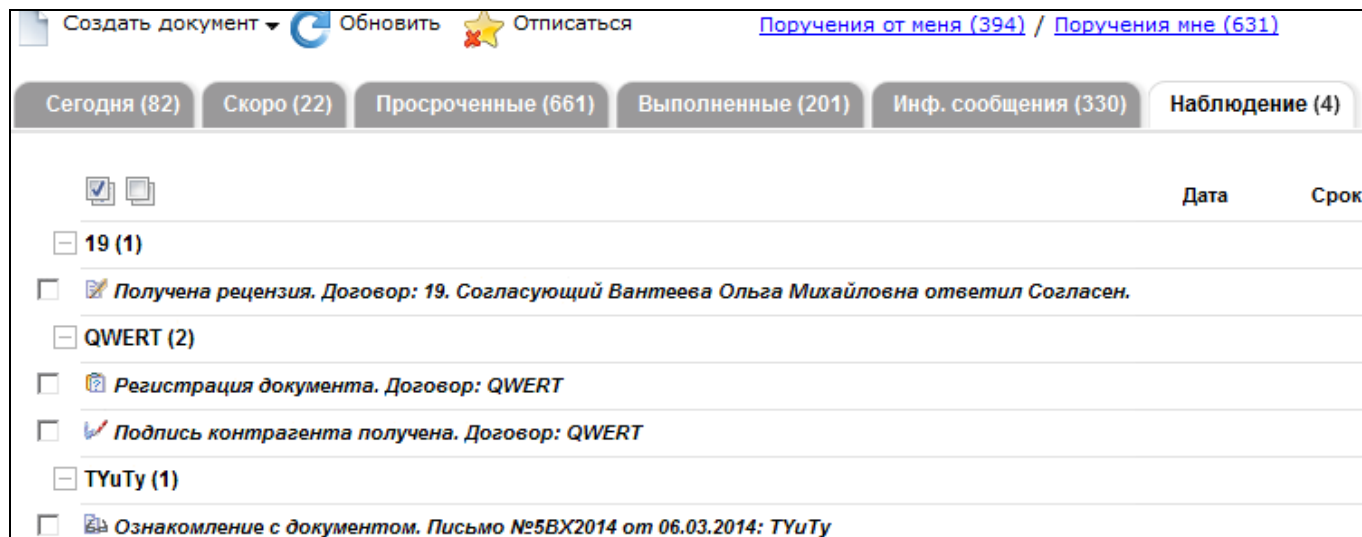 Создать документ Обновить Отписаться Поручения от меня (394) / Поручения мне (631)
Сегодня (82) Скоро (22) Просроченные (661) Выполненные (201) Инф. сообщения (330) Наблюдение (4)
Дата Срок
19 (1)
Получена рецензия. Договор: 19. Согласующий Вантеева Ольга Михайловна ответил Согласен.
QWERT (2)
Регистрация документа. Договор: QWERT
Подпись контрагента получена. Договор: QWERT
TYuTy (1)
Ознакомление с документом. Письмо №5ВХ2014 от 06.03.2014: TYuTy